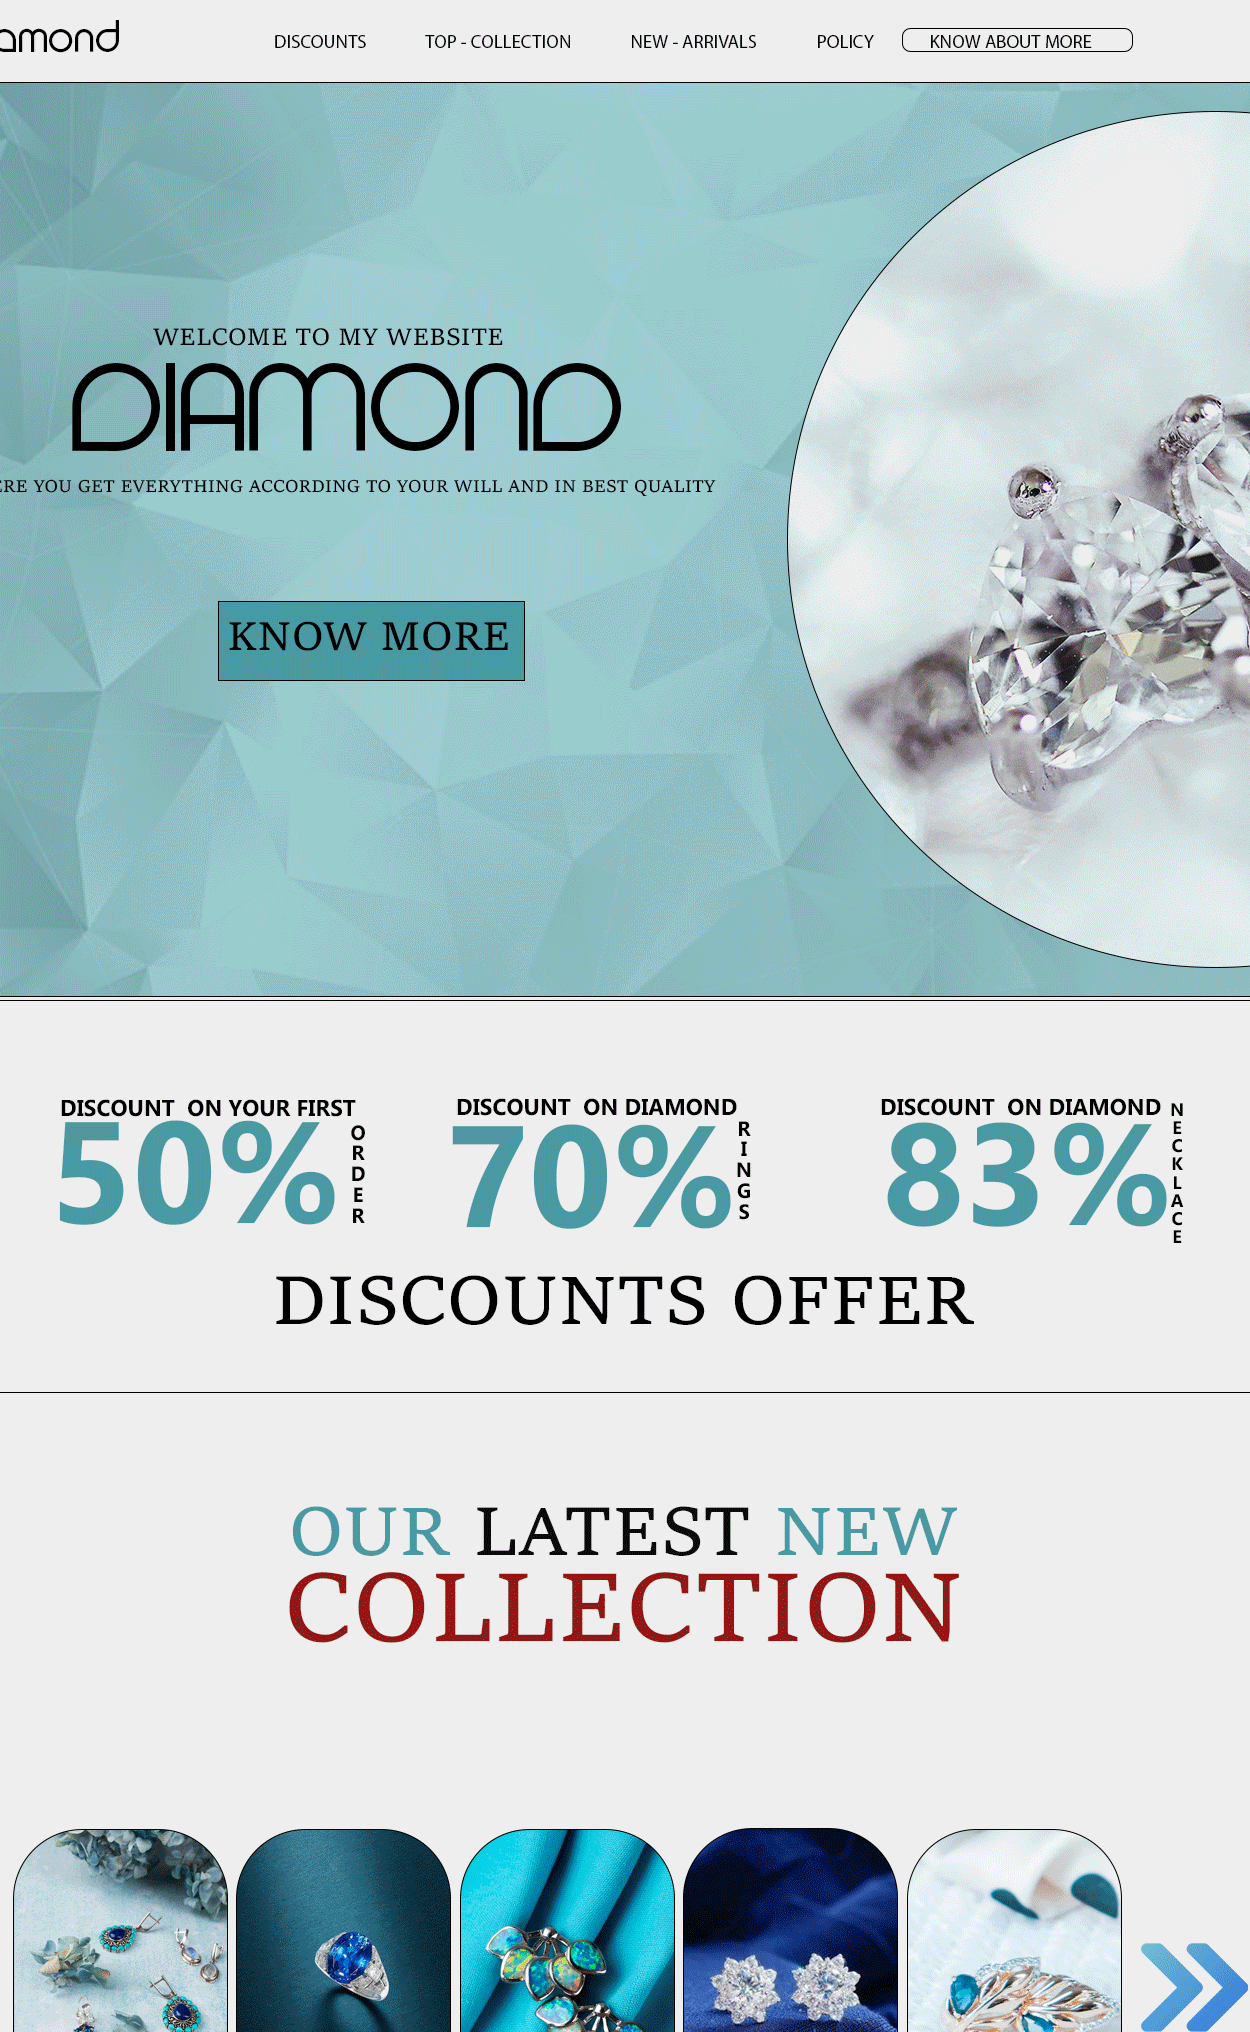 amond
DISCOUNTS TOP - COLLECTION NEW - ARRIVALS POLICY KNOW ABOUT MORE
WELCOME TO MY WEBSITE
DIAMOND
YOU GET EVERYTHING ACCORDING TO YOUR WILL AND IN BEST QUALITY
KNOW MORE
DISCOUNT ON YOUR FIRST
50%
ORDER
DISCOUNT ON DIAMOND
70%
RINGS
DISCOUNT ON DIAMOND
83%
NECKLACE
DISCOUNTS OFFER
OUR LATEST NEW
COLLECTION